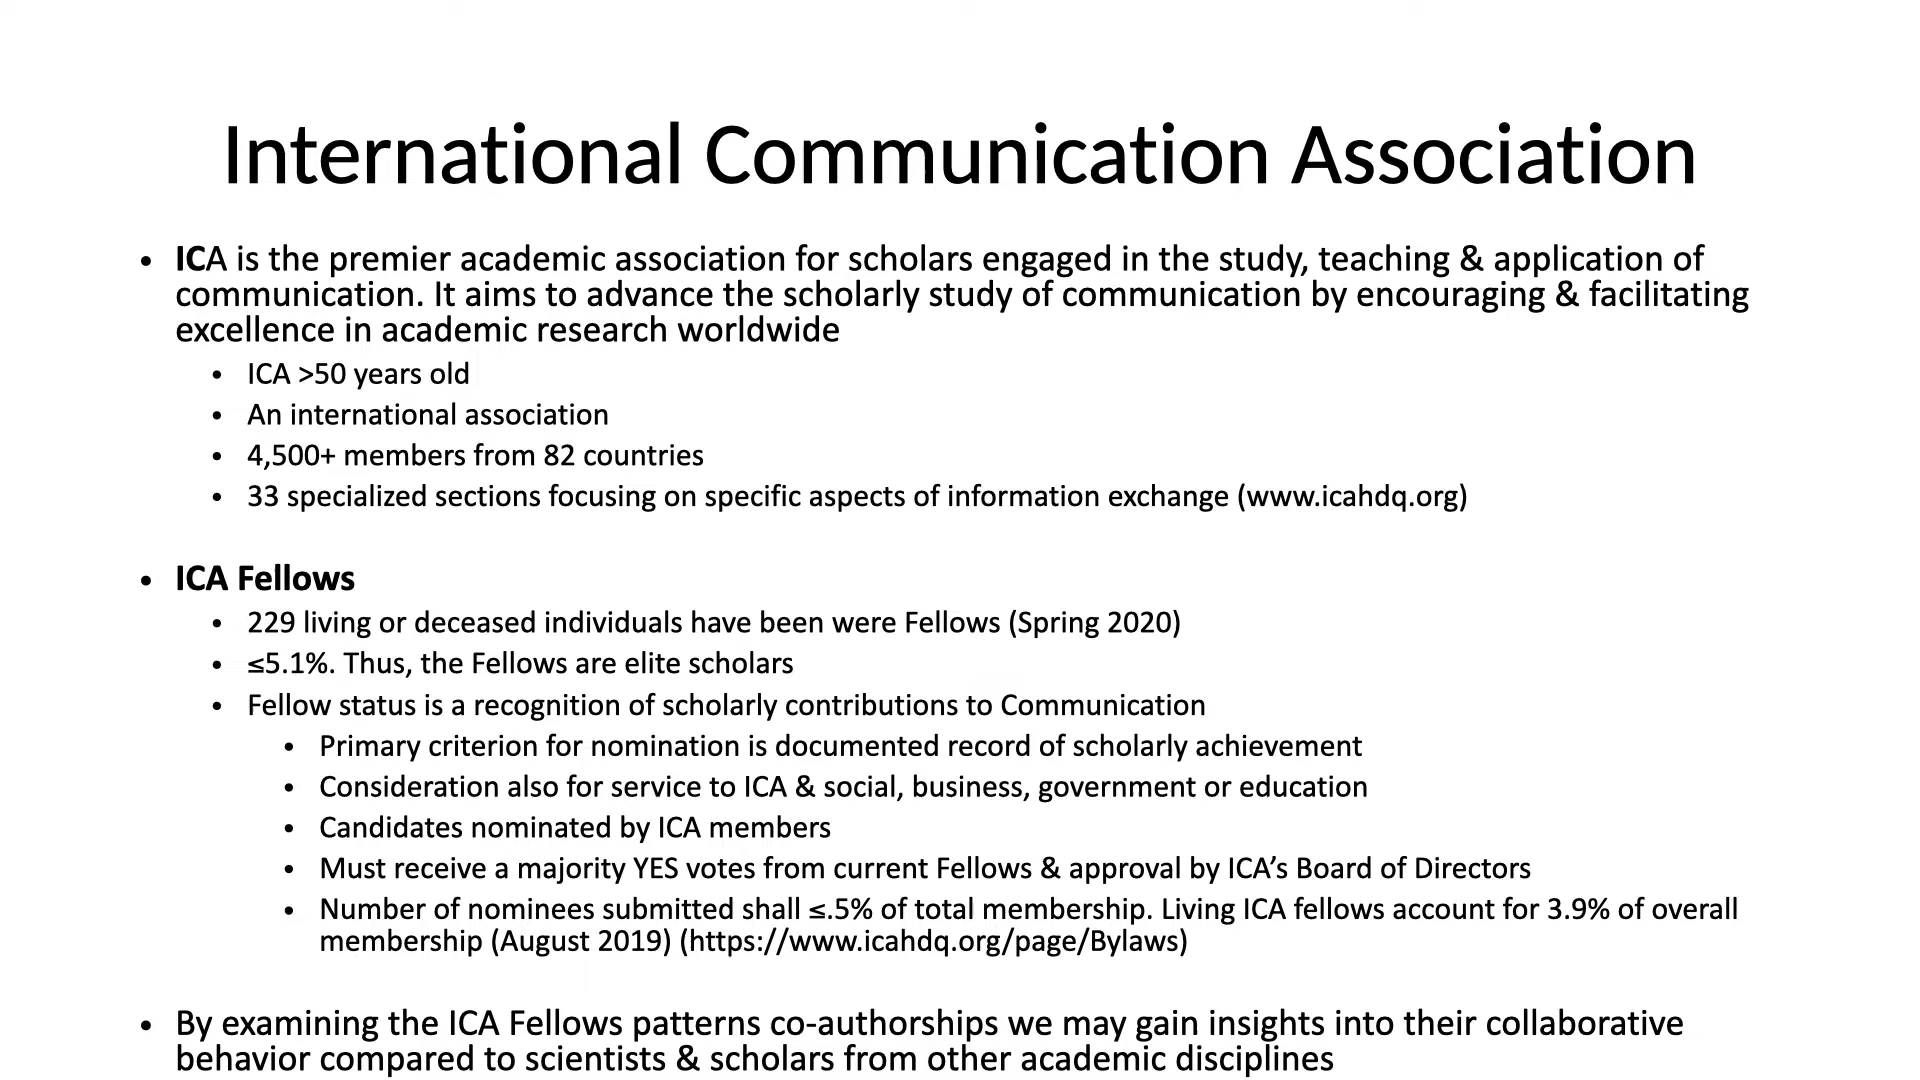 International Communication Association
• ICA is the premier academic association for scholars engaged in the study, teaching & application of
communication. It aims to advance the scholarly study of communication by encouraging & facilitating
excellence in academic research worldwide
• ICA >50 years old
• An international association
• 4,500+ members from 82 countries
• 33 specialized sections focusing on specific aspects of information exchange (www.icahdq.org)
• ICA Fellows
• 229 living or deceased individuals have been were Fellows (Spring 2020)
• ≤5.1%. Thus, the Fellows are elite scholars
• Fellow status is a recognition of scholarly contributions to Communication
• Primary criterion for nomination is documented record of scholarly achievement
• Consideration also for service to ICA & social, business, government or education
• Candidates nominated by ICA members
• Must receive a majority YES votes from current Fellows & approval by ICA’s Board of Directors
• Number of nominees submitted shall ≤.5% of total membership. Living ICA fellows account for 3.9% of overall
membership (August 2019) (https://www.icahdq.org/page/Bylaws)
• By examining the ICA Fellows patterns co-authorships we may gain insights into their collaborative
behavior compared to scientists & scholars from other academic disciplines